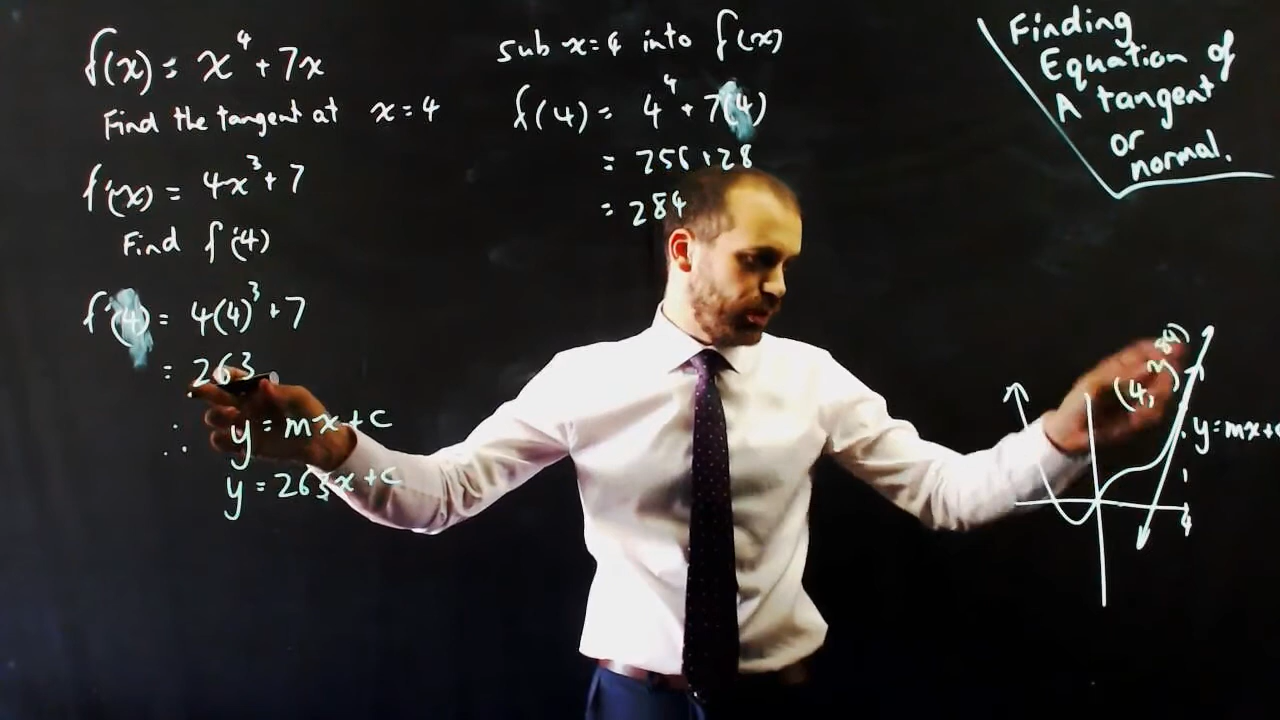 f(x) = x⁴ + 7x
Find the tangent at x = 4
f'(x) = 4x³ + 7
Find f'(4)
f'(4) = 4(4)³ + 7
= 263
∴ y = mx + c
y = 263x + c
sub x = 4 into f(x)
f(4) = 4⁴ + 7(4)
= 256 + 28
= 284
Finding
Equation of
A tangent
or
normal.
(4, 284)
y = mx + c
4